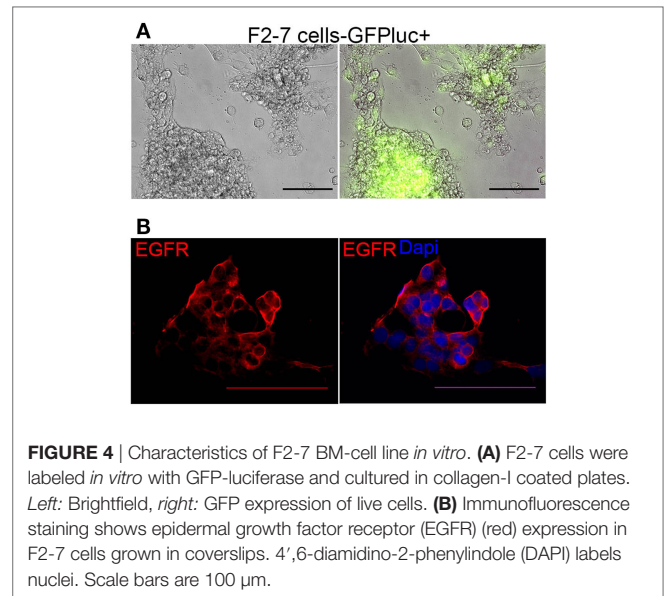 A
F2-7 cells-GFPluc+
B
EGFR
EGFR Dapi
FIGURE 4 | Characteristics of F2-7 BM-cell line in vitro. (A) F2-7 cells were
labeled in vitro with GFP-luciferase and cultured in collagen-I coated plates.
Left: Brightfield, right: GFP expression of live cells. (B) Immunofluorescence
staining shows epidermal growth factor receptor (EGFR) (red) expression in
F2-7 cells grown in coverslips. 4′,6-diamidino-2-phenylindole (DAPI) labels
nuclei. Scale bars are 100 μm.